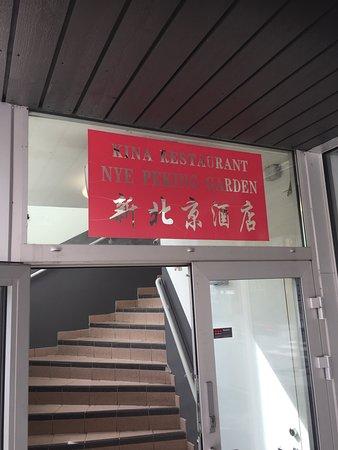 KINA RESTAURANT
NYE PEKING GARDEN
新北京酒店